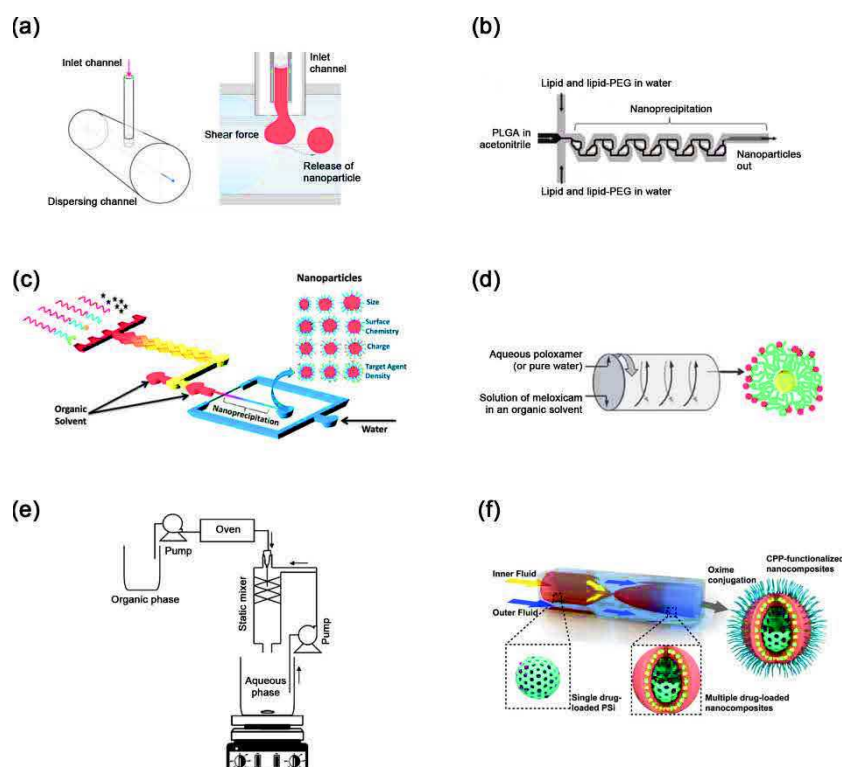 (a)
Inlet channel
Dispersing channel
Inlet
channel
Shear force
Release of
nanoparticle
(b)
Lipid and lipid-PEG in water
Nanoprecipitation
PLGA in
acetonitrile
Nanoparticles
out
Lipid and lipid-PEG in water
(c)
Nanoparticles
Size
Surface
Chemistry
Charge
Target Agent
Density
Organic
Solvent
Nanoprecipitation
Water
(d)
Aqueous poloxamer
(or pure water)
Solution of meloxicam
in an organic solvent
(e)
Oven
Pump
Organic phase
Static mixer
Pump
Aqueous
phase
(f)
Inner Fluid
Outer Fluid
Oxime
conjugation
CPP-functionalized
nanocomposites
Single drug-
loaded PSi
Multiple drug-loaded
nanocomposites